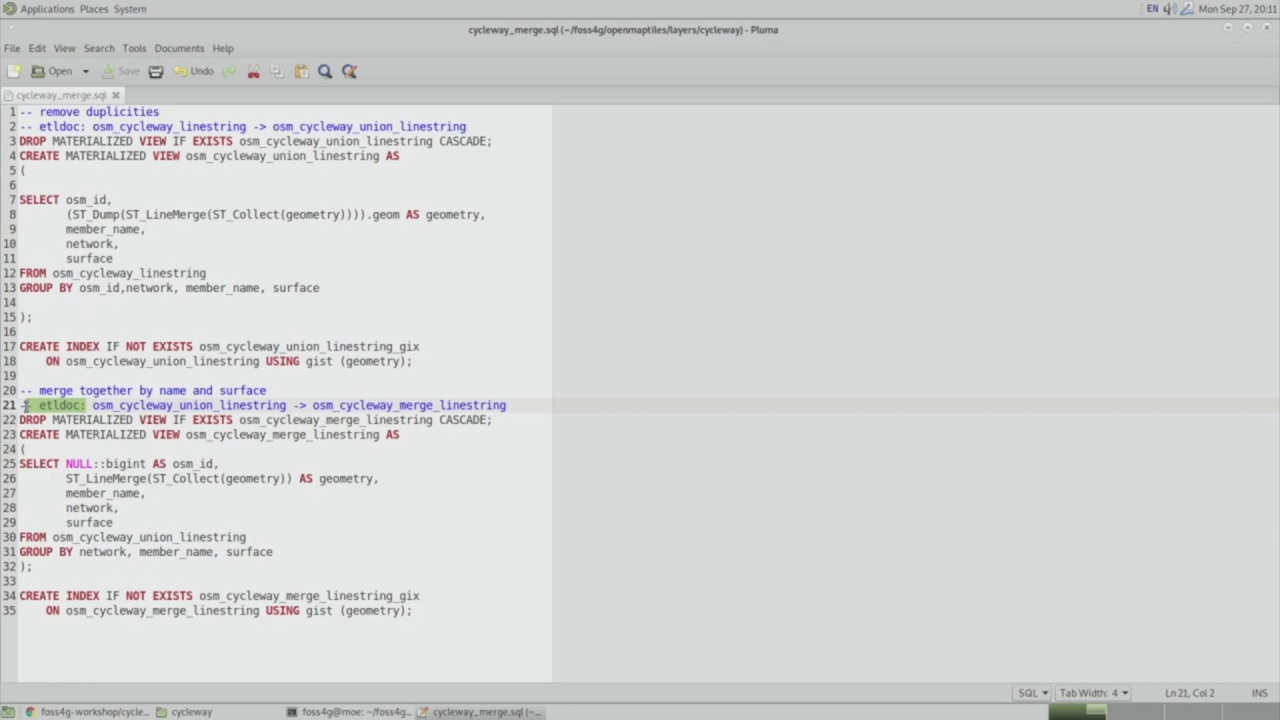 Applications Places System EN Mon Sep 27, 20:11
cycleway_merge.sql (~/foss4g/openmaptiles/layers/cycleway) - Pluma
File Edit View Search Tools Documents Help
Open Save Undo
cycleway_merge.sql
1 -- remove duplicities
2 -- etldoc: osm_cycleway_linestring -> osm_cycleway_union_linestring
3 DROP MATERIALIZED VIEW IF EXISTS osm_cycleway_union_linestring CASCADE;
4 CREATE MATERIALIZED VIEW osm_cycleway_union_linestring AS
5 (
6
7 SELECT osm_id,
8 (ST_Dump(ST_LineMerge(ST_Collect(geometry)))).geom AS geometry,
9 member_name,
10 network,
11 surface
12 FROM osm_cycleway_linestring
13 GROUP BY osm_id,network, member_name, surface
14
15 );
16
17 CREATE INDEX IF NOT EXISTS osm_cycleway_union_linestring_gix
18 ON osm_cycleway_union_linestring USING gist (geometry);
19
20 -- merge together by name and surface
21 -- etldoc: osm_cycleway_union_linestring -> osm_cycleway_merge_linestring
22 DROP MATERIALIZED VIEW IF EXISTS osm_cycleway_merge_linestring CASCADE;
23 CREATE MATERIALIZED VIEW osm_cycleway_merge_linestring AS
24 (
25 SELECT NULL::bigint AS osm_id,
26 ST_LineMerge(ST_Collect(geometry)) AS geometry,
27 member_name,
28 network,
29 surface
30 FROM osm_cycleway_union_linestring
31 GROUP BY network, member_name, surface
32 );
33
34 CREATE INDEX IF NOT EXISTS osm_cycleway_merge_linestring_gix
35 ON osm_cycleway_merge_linestring USING gist (geometry);
SQL Tab Width: 4 Ln 21, Col 2 INS
foss4g-workshop/cycle... cycleway foss4g@moe: ~/foss4g... cycleway_merge.sql (~...